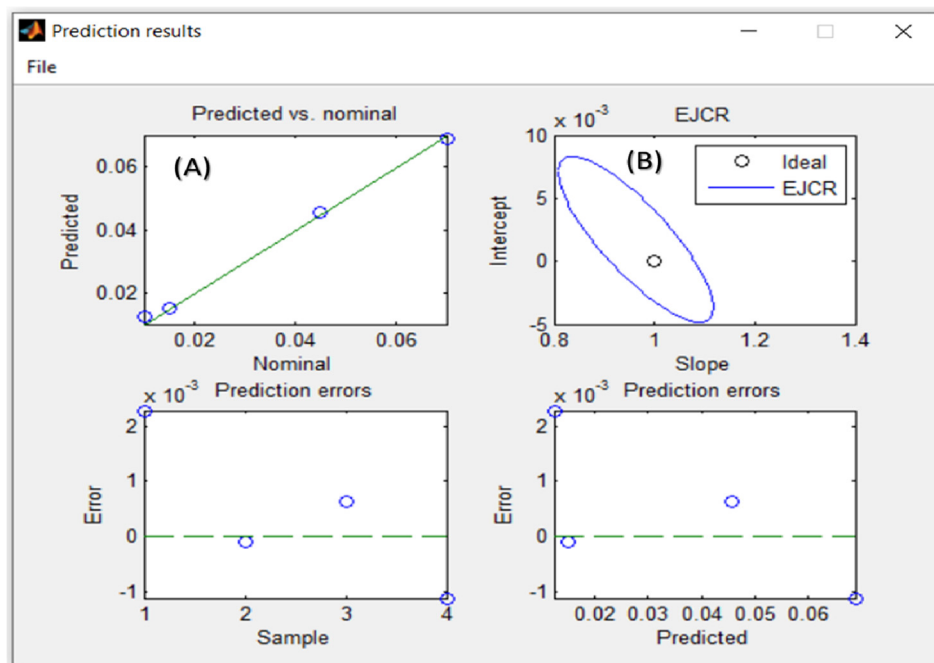 Prediction results
File
Predicted vs. nominal
(A)
Predicted
0.06
0.04
0.02
0.02 0.04 0.06
Nominal
EJCR
× 10⁻³
(B)
Ideal
EJCR
Intercept
10
5
0
-5
0.8 1 1.2 1.4
Slope
Prediction errors
× 10⁻³
Error
2
1
0
-1
1 2 3 4
Sample
Prediction errors
× 10⁻³
Error
2
1
0
-1
0.02 0.03 0.04 0.05 0.06
Predicted